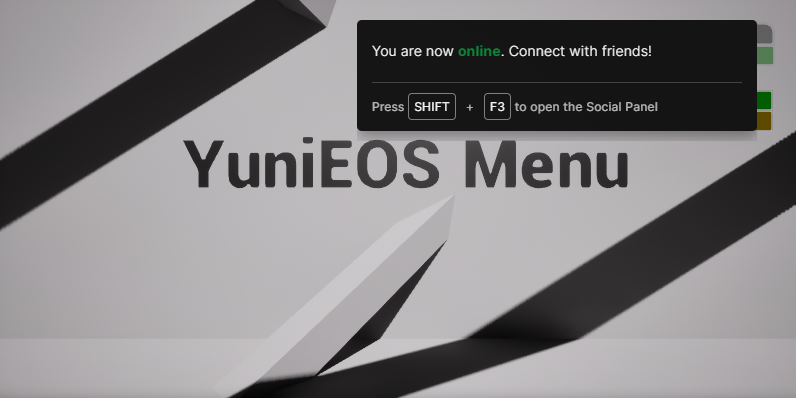 You are now online. Connect with friends!
Press SHIFT + F3 to open the Social Panel
YuniEOS Menu